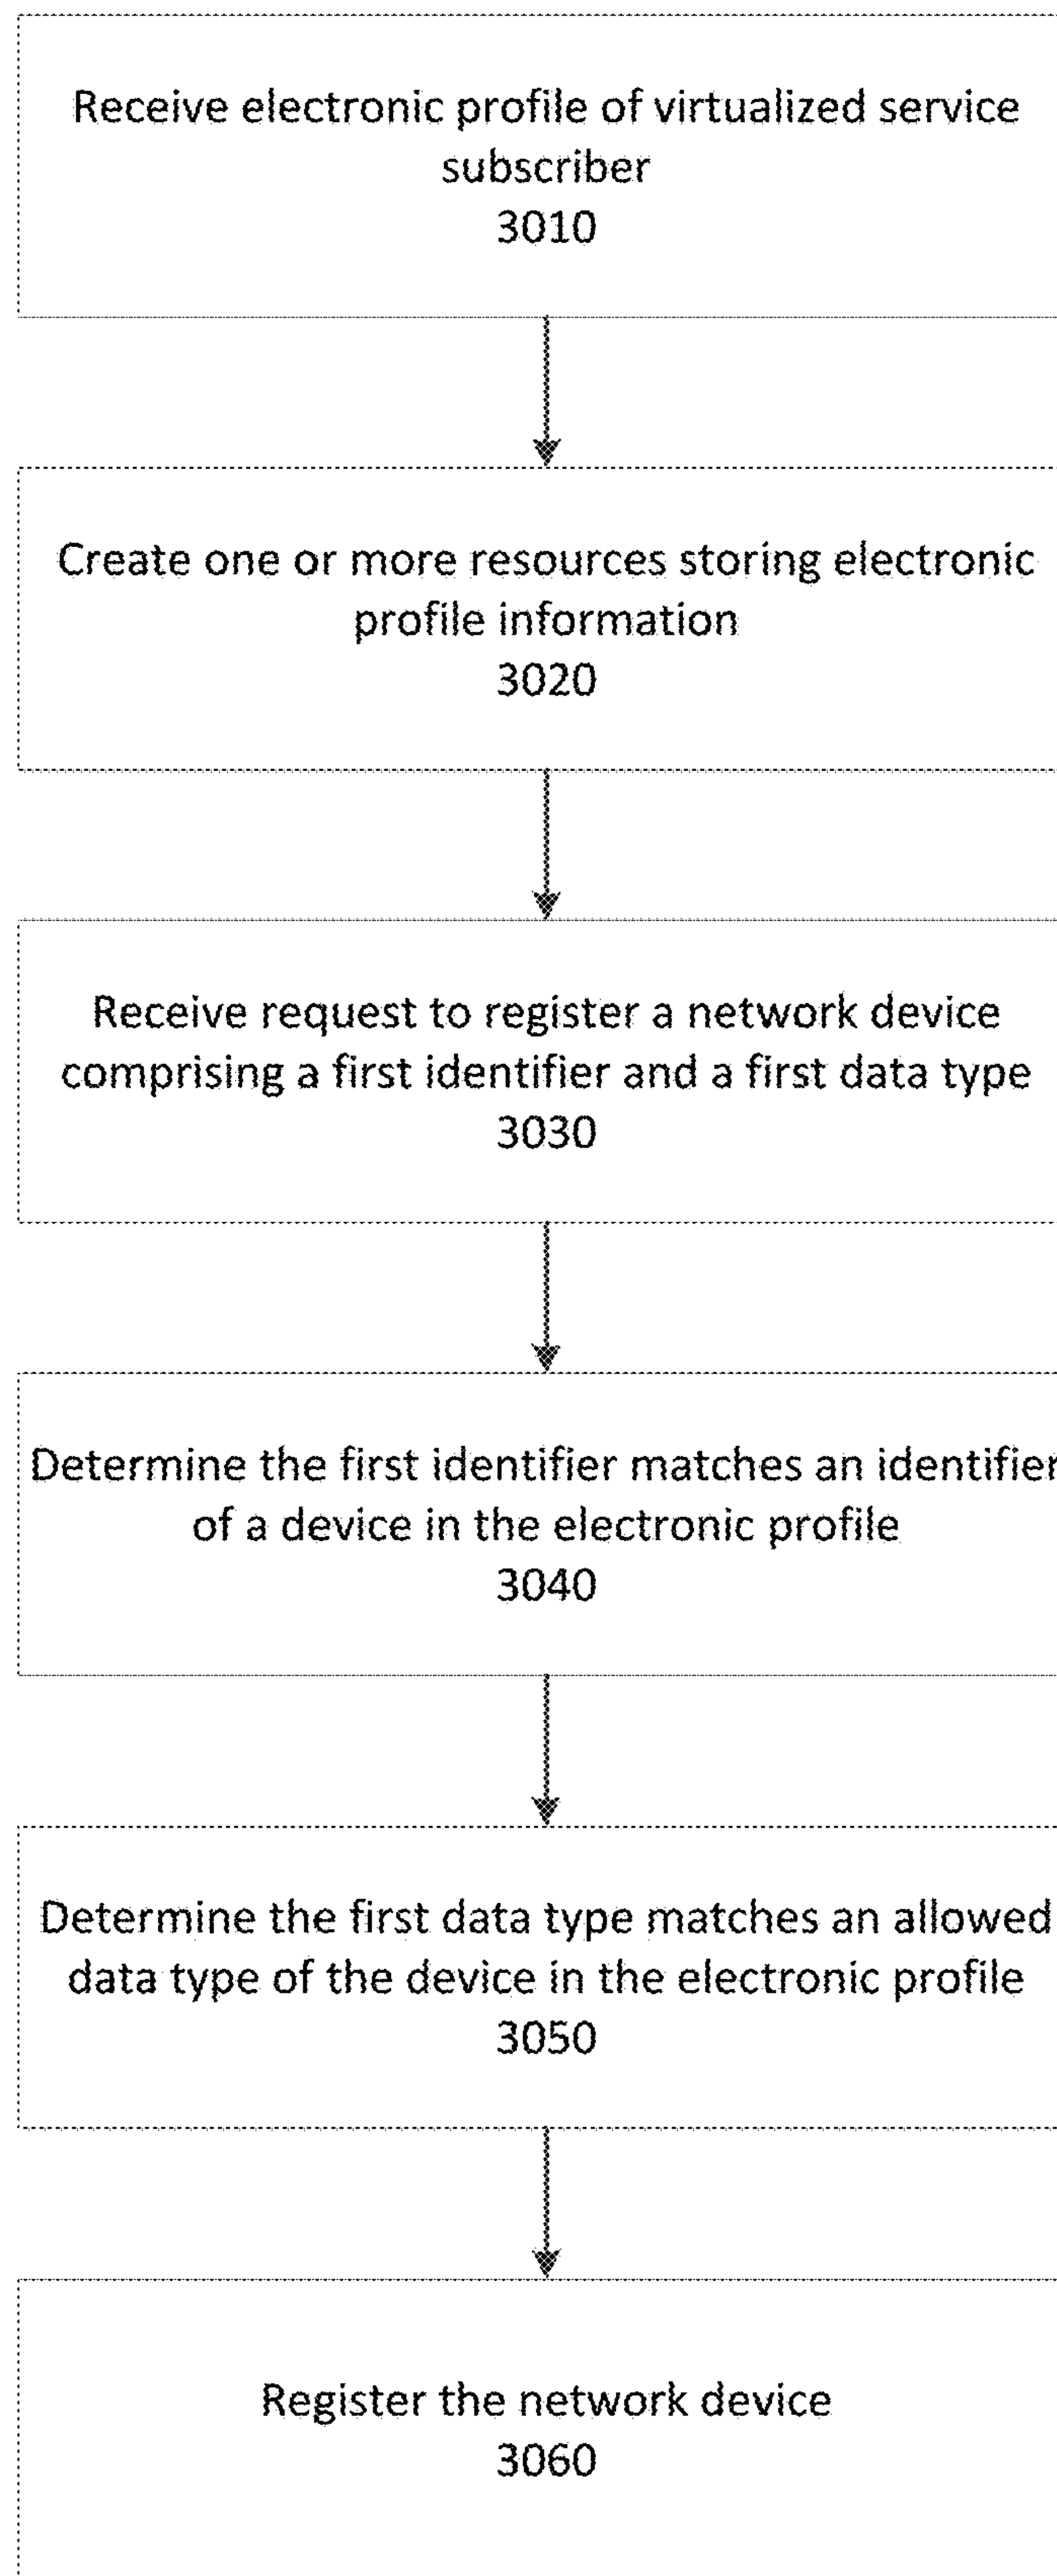 Receive electronic profile of virtualized service
subscriber
3010
Create one or more resources storing electronic
profile information
3020
Receive request to register a network device
comprising a first identifier and a first data type
3030
Determine the first identifier matches an identifier
of a device in the electronic profile
3040
Determine the first data type matches an allowed
data type of the device in the electronic profile
3050
Register the network device
3060